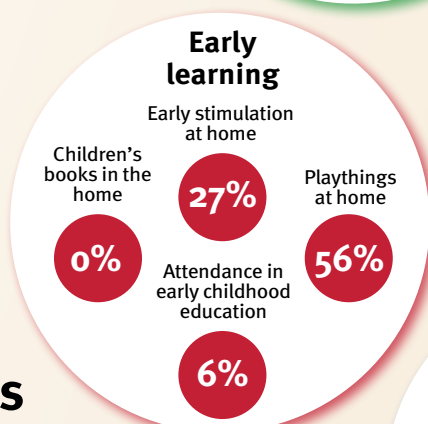 Early
learning
Early stimulation
at home
27%
Children’s
books in the
home
0%
Playthings
at home
56%
Attendance in
early childhood
education
6%
s